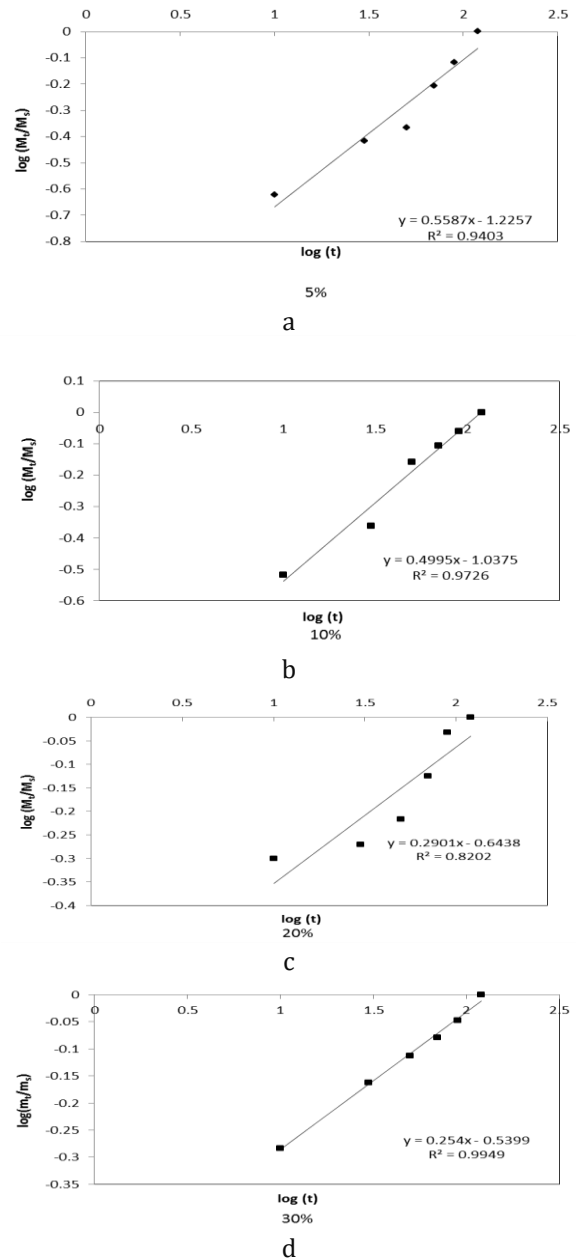 0 0.5 1 1.5 2 2.5
0
-0.1
-0.2
-0.3
-0.4
-0.5
-0.6
-0.7
-0.8
log (Mt/Ms)
y = 0.5587x - 1.2257
R² = 0.9403
log (t)
5%
a
0.1
0
-0.1
-0.2
-0.3
-0.4
-0.5
-0.6
0 0.5 1 1.5 2 2.5
log (Mt/Ms)
y = 0.4995x - 1.0375
R² = 0.9726
log (t)
10%
b
0 0.5 1 1.5 2 2.5
0
-0.05
-0.1
-0.15
-0.2
-0.25
-0.3
-0.35
-0.4
log (Mt/Ms)
y = 0.2901x - 0.6438
R² = 0.8202
log (t)
20%
c
0 0.5 1 1.5 2 2.5
0
-0.05
-0.1
-0.15
-0.2
-0.25
-0.3
-0.35
log(mt/ms)
y = 0.254x - 0.5399
R² = 0.9949
log (t)
30%
d